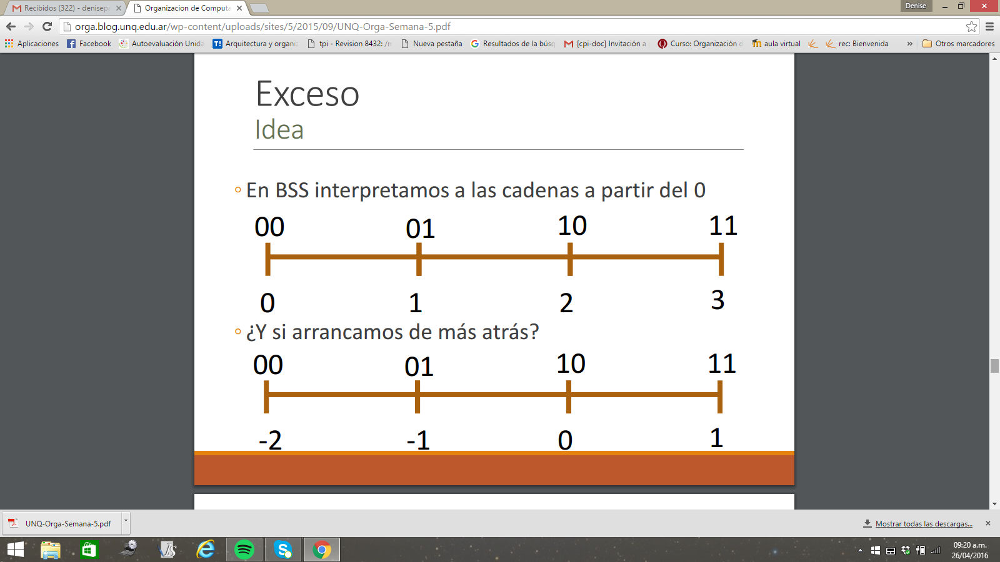 Recibidos (322) - denisepa
Organizacion de Computa
Denise
orga.blog.unq.edu.ar/wp-content/uploads/sites/5/2015/09/UNQ-Orga-Semana-5.pdf
Aplicaciones Facebook Autoevaluación Unida Arquitectura y organiz tpi - Revision 8432: /n Nueva pestaña Resultados de la búsq [cpi-doc] Invitación a Curso: Organización d aula virtual rec: Bienvenida » Otros marcadores
Exceso
Idea
En BSS interpretamos a las cadenas a partir del 0
00 01 10 11
0 1 2 3
¿Y si arrancamos de más atrás?
00 01 10 11
-2 -1 0 1
UNQ-Orga-Semana-5.pdf
Mostrar todas las descargas...
09:20 a.m.
26/04/2016